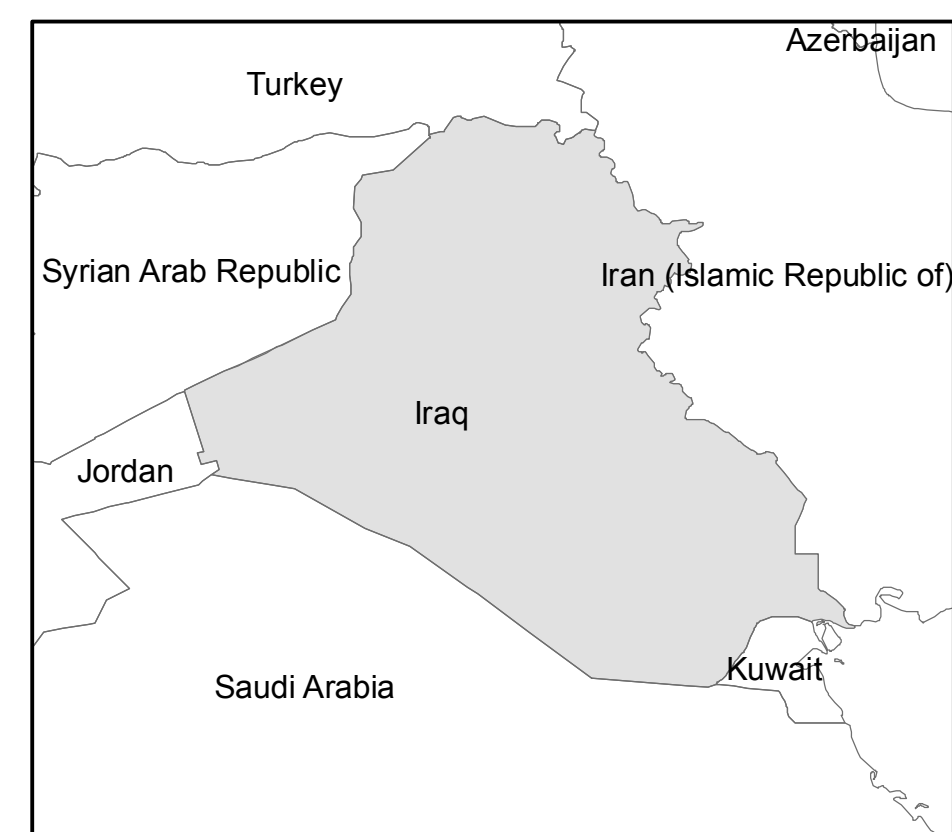 Azerbaijan
Turkey
Syrian Arab Republic
Iran (Islamic Republic of)
Iraq
Jordan
Kuwait
Saudi Arabia